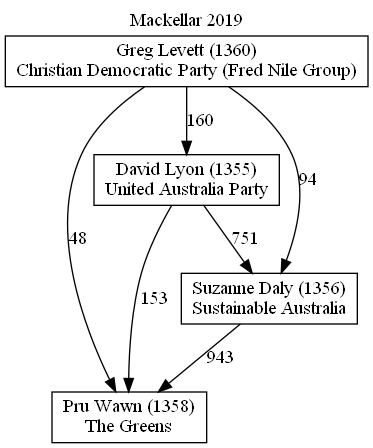 Mackellar 2019
Greg Levett (1360)
Christian Democratic Party (Fred Nile Group)
160
David Lyon (1355)
United Australia Party
94
48
751
Suzanne Daly (1356)
Sustainable Australia
153
943
Pru Wawn (1358)
The Greens